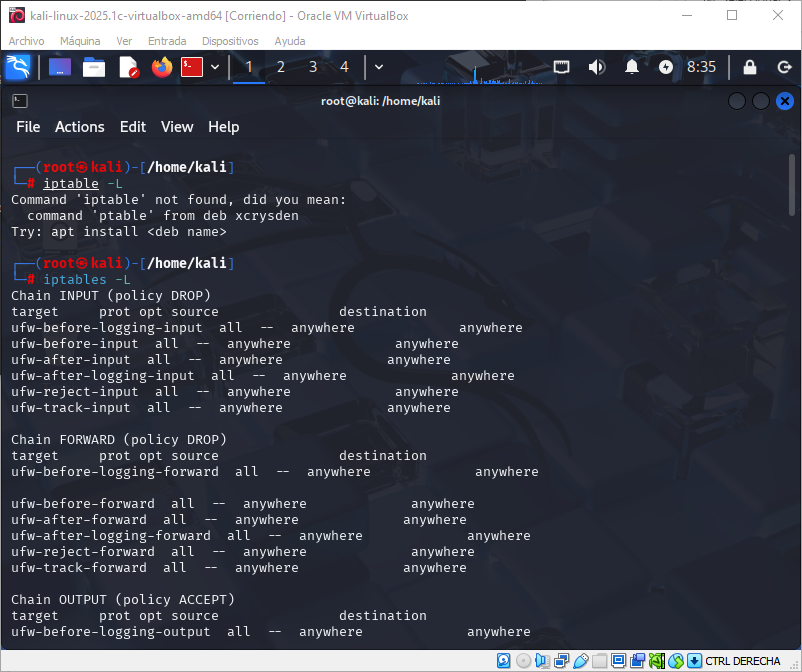 kali-linux-2025.1c-virtualbox-amd64 [Corriendo] - Oracle VM VirtualBox
Archivo Máquina Ver Entrada Dispositivos Ayuda
1 2 3 4 8:35
root@kali: /home/kali
File Actions Edit View Help
┌──(root㉿kali)-[/home/kali]
└─# iptable -L
Command 'iptable' not found, did you mean:
  command 'ptable' from deb xcrysden
Try: apt install <deb name>
┌──(root㉿kali)-[/home/kali]
└─# iptables -L
Chain INPUT (policy DROP)
target     prot opt source               destination
ufw-before-logging-input  all  --  anywhere             anywhere
ufw-before-input  all  --  anywhere             anywhere
ufw-after-input  all  --  anywhere             anywhere
ufw-after-logging-input  all  --  anywhere             anywhere
ufw-reject-input  all  --  anywhere             anywhere
ufw-track-input  all  --  anywhere             anywhere
Chain FORWARD (policy DROP)
target     prot opt source               destination
ufw-before-logging-forward  all  --  anywhere             anywhere
ufw-before-forward  all  --  anywhere             anywhere
ufw-after-forward  all  --  anywhere             anywhere
ufw-after-logging-forward  all  --  anywhere             anywhere
ufw-reject-forward  all  --  anywhere             anywhere
ufw-track-forward  all  --  anywhere             anywhere
Chain OUTPUT (policy ACCEPT)
target     prot opt source               destination
ufw-before-logging-output  all  --  anywhere             anywhere
CTRL DERECHA